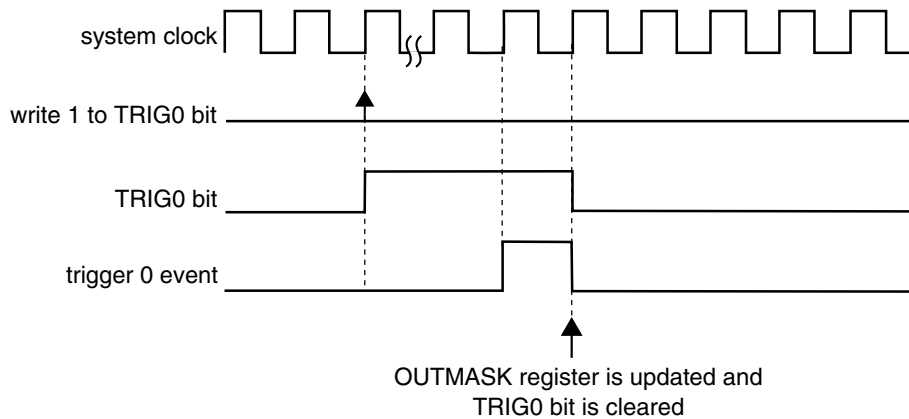 system clock
write 1 to TRIG0 bit
TRIG0 bit
trigger 0 event
OUTMASK register is updated and
TRIG0 bit is cleared